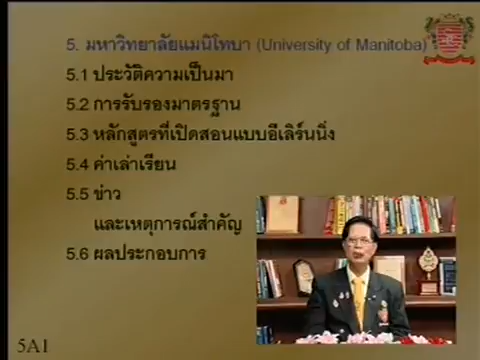 5. มหาวิทยาลัยแมนิโทบา (University of Manitoba)
5.1 ประวัติความเป็นมา
5.2 การรับรองมาตรฐาน
5.3 หลักสูตรที่เปิดสอนแบบอีเลิร์นนิ่ง
5.4 ค่าเล่าเรียน
5.5 ข่าว
และเหตุการณ์สำคัญ
5.6 ผลประกอบการ
5A1